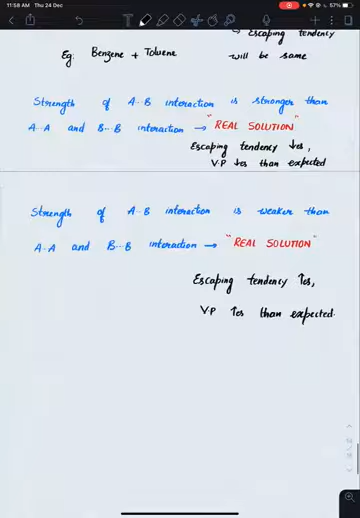 11:58 AM Thu 24 Dec
57%
↳ Escaping tendency
Eg: Benzene + Toluene will be same
Strength of A--B interaction is stronger than
A--A and B--B interaction → "REAL SOLUTION"
Escaping tendency ↓es,
V.P ↓es than expected
Strength of A--B interaction is weaker than
A--A and B--B interaction → "REAL SOLUTION"
Escaping tendency ↑es,
V.P ↑es than expected.